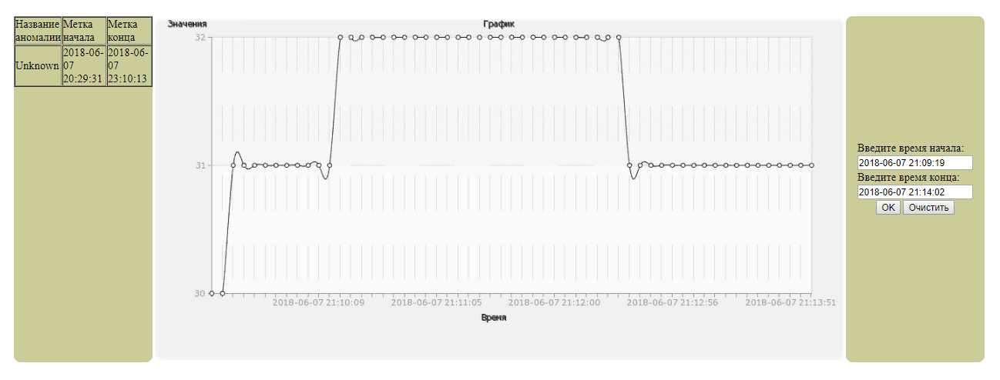 Название аномалии
Метка начала
Метка конца
Unknown
2018-06-07 20:29:31
2018-06-07 23:10:13
Значения
График
32
31
30
2018-06-07 21:10:09
2018-06-07 21:11:05
2018-06-07 21:12:00
2018-06-07 21:12:56
2018-06-07 21:13:51
Время
Введите время начала:
2018-06-07 21:09:19
Введите время конца:
2018-06-07 21:14:02
OK
Очистить